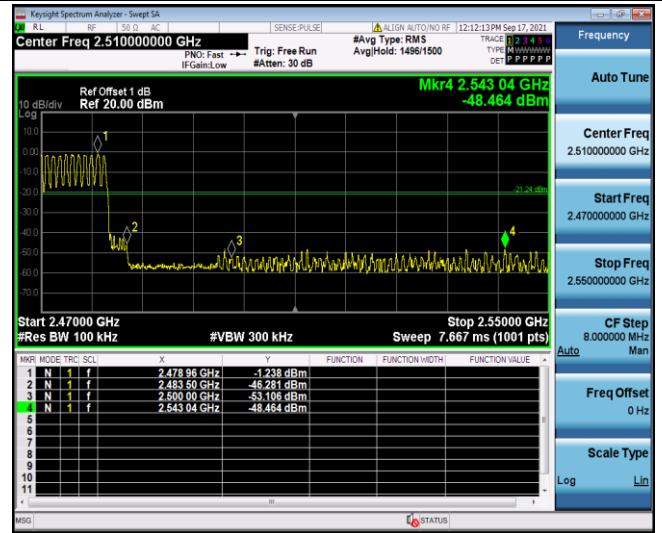 Keysight Spectrum Analyzer - Swept SA
RL RF 50 Ω AC SENSE:PULSE ALIGN AUTO/NO RF 12:12:13 PM Sep 17, 2021
Center Freq 2.510000000 GHz
#Avg Type: RMS
Avg|Hold: 1496/1500
PNO: Fast
IFGain:Low
Trig: Free Run
#Atten: 30 dB
TRACE 1 2 3 4 5 6
TYPE M W W W W W
DET P P P P P P
Ref Offset 1 dB
10 dB/div Ref 20.00 dBm
Log
Mkr4 2.543 04 GHz
-48.464 dBm
10.0
0.00
-10.0
-20.0
-30.0
-40.0
-50.0
-60.0
-70.0
1
2
3
4
-21.24 dBm
Start 2.47000 GHz Stop 2.55000 GHz
#Res BW 100 kHz #VBW 300 kHz Sweep 7.667 ms (1001 pts)
MKR MODE TRC SCL X Y FUNCTION FUNCTION WIDTH FUNCTION VALUE
1 N 1 f 2.478 96 GHz -1.238 dBm
2 N 1 f 2.483 50 GHz -46.281 dBm
3 N 1 f 2.500 00 GHz -53.106 dBm
4 N 1 f 2.543 04 GHz -48.464 dBm
5
6
7
8
9
10
11
MSG STATUS
Frequency
Auto Tune
Center Freq
2.510000000 GHz
Start Freq
2.470000000 GHz
Stop Freq
2.550000000 GHz
CF Step
8.000000 MHz
Auto Man
Freq Offset
0 Hz
Scale Type
Log Lin